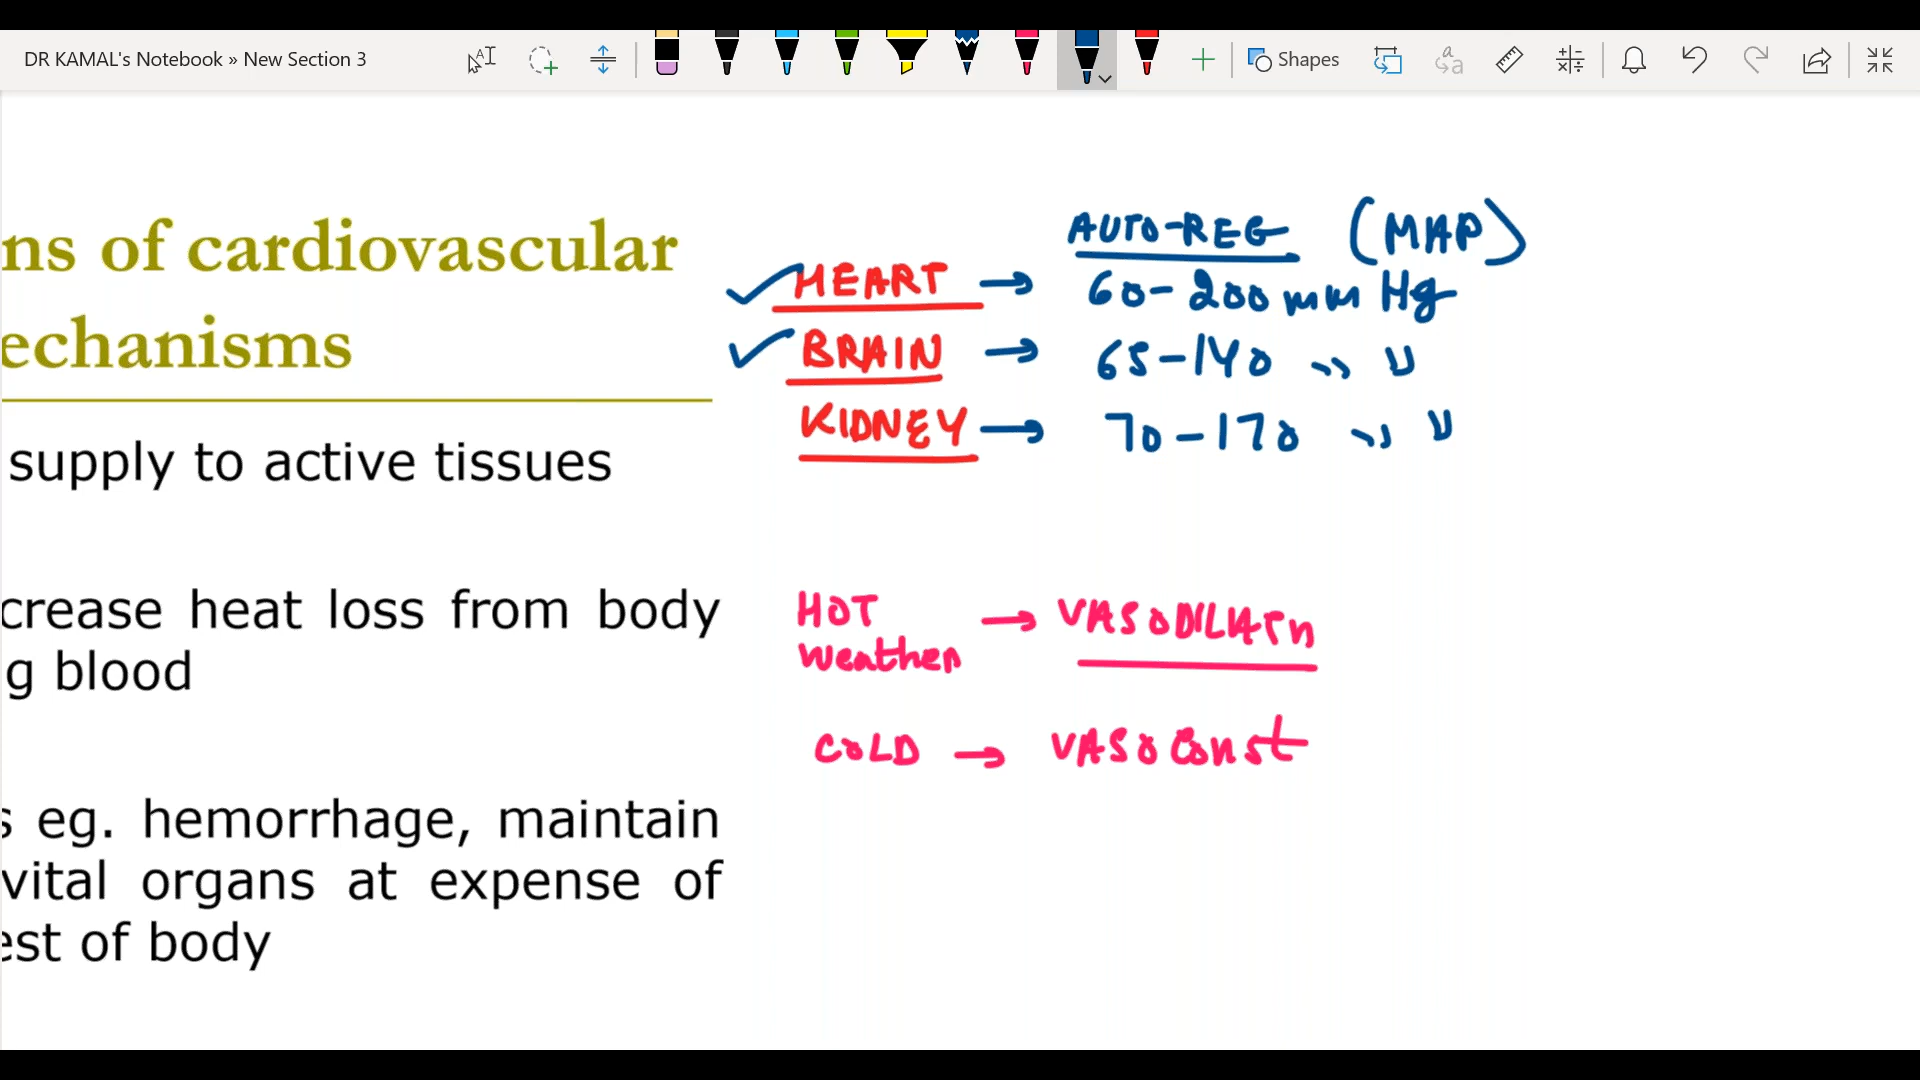 DR KAMAL's Notebook » New Section 3
Shapes
ns of cardiovascular
echanisms
supply to active tissues
crease heat loss from body
g blood
s eg. hemorrhage, maintain
vital organs at expense of
est of body
AUTO-REG (MAP)
HEART → 60-200 mm Hg
BRAIN → 65-140 " "
KIDNEY → 70-170 " "
HOT
weather → VASODILATn
COLD → VASOConst